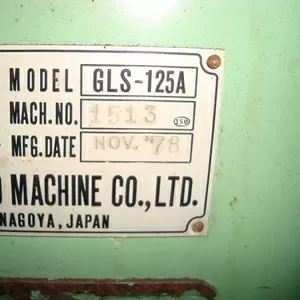 MODEL GLS-125A
MACH.NO. 1513
MFG.DATE NOV. '78
MACHINE CO.,LTD.
NAGOYA, JAPAN